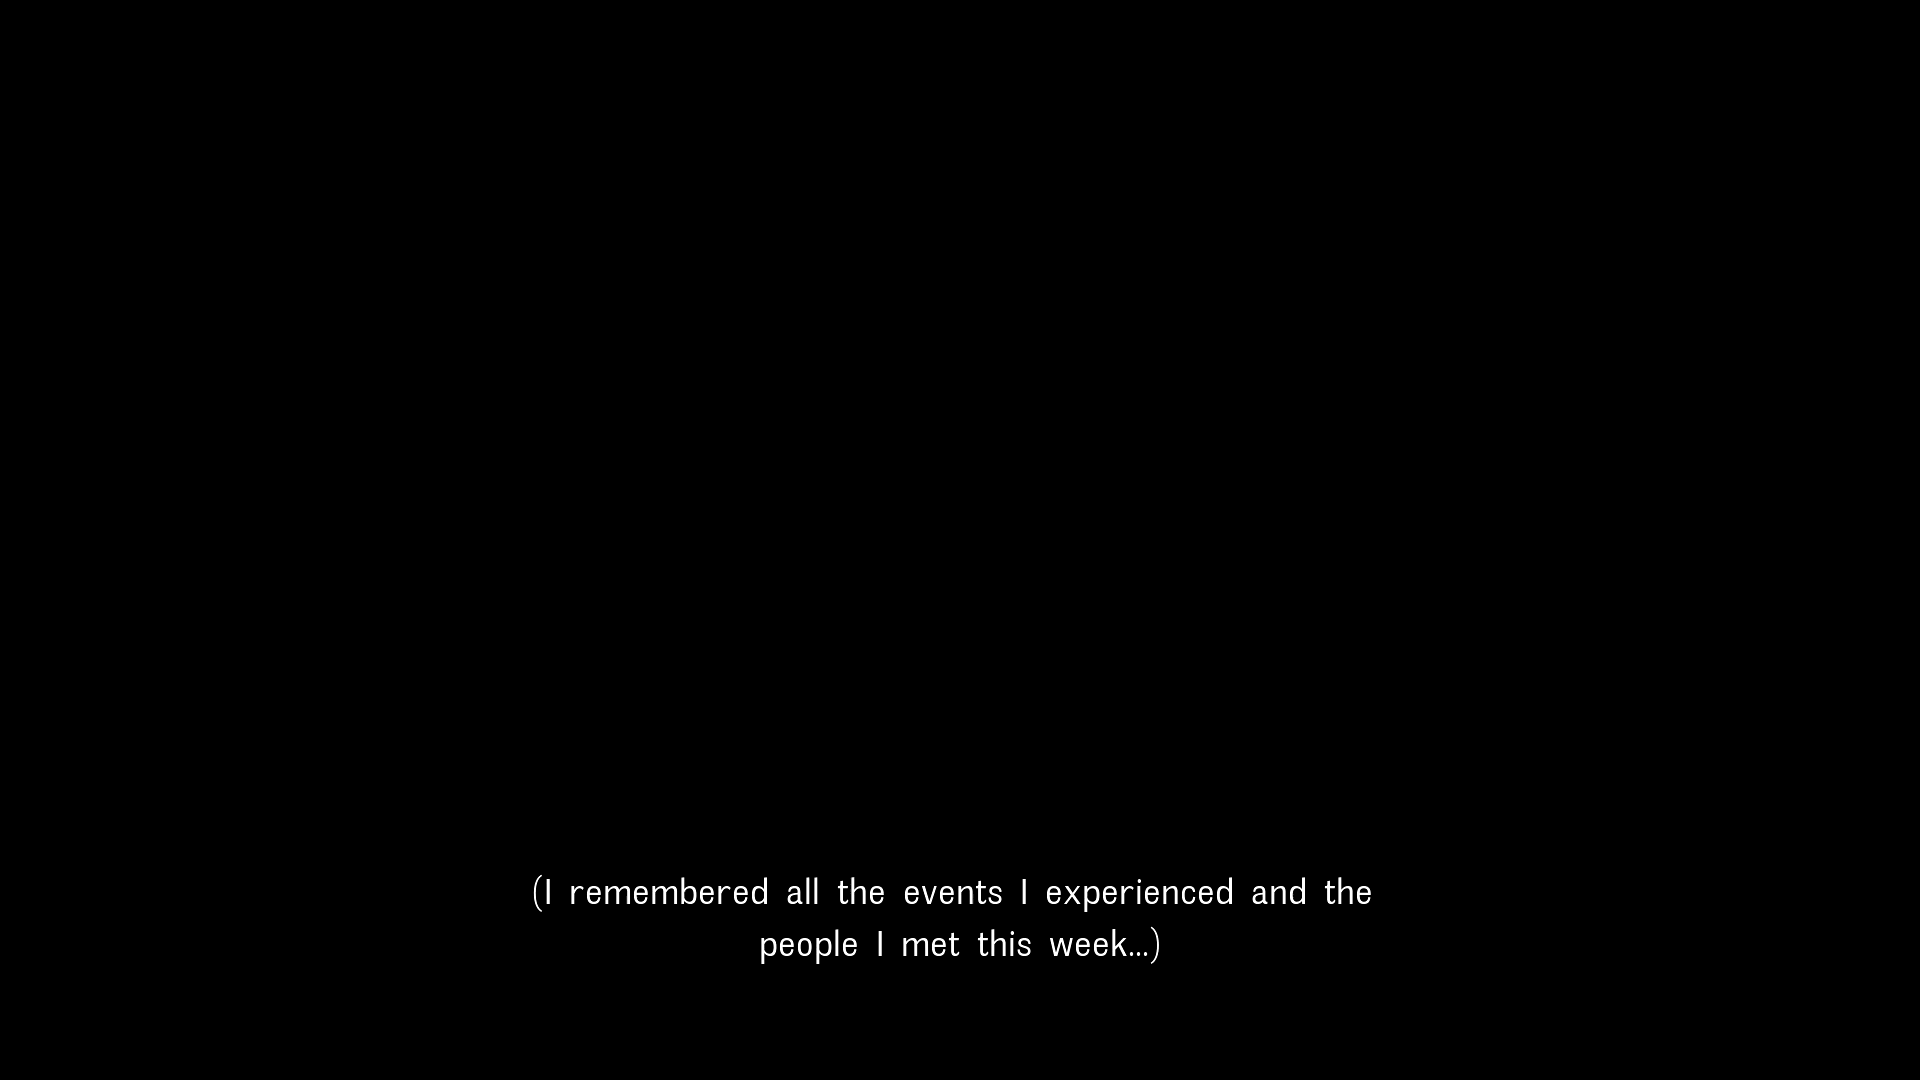 (I remembered all the events I experienced and the
people I met this week...)